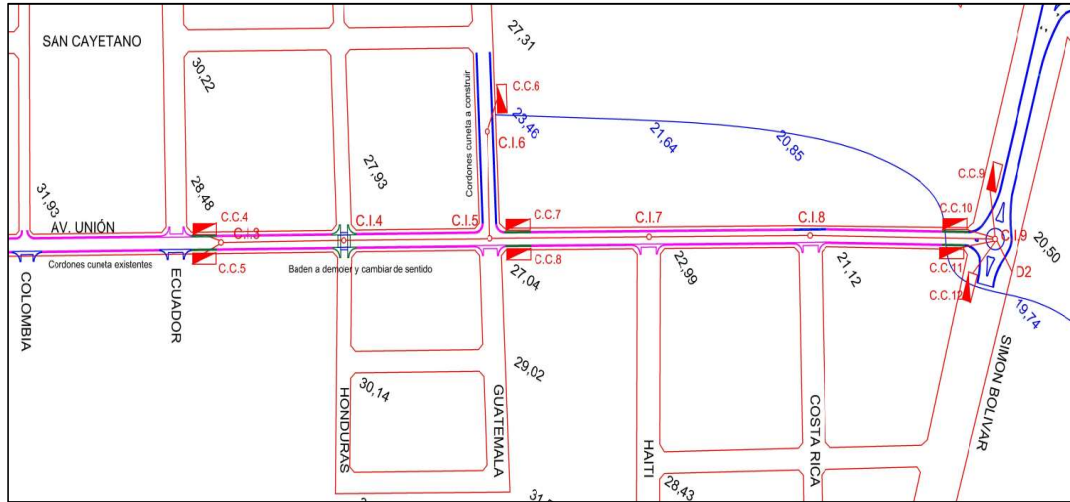 SAN CAYETANO
27,31
30,22
Cordones cuneta a construir
C.C.6
23,46
21,64
20,85
C.I.6
27,93
31,93
28,48
C.C.9
C.C.4
C.I.4
C.I.5
C.C.7
C.I.7
C.I.8
C.C.10
AV. UNIÓN
C.I.3
C.I.9
20,50
Cordones cuneta existentes
C.C.5
Baden a demoler y cambiar de sentido
C.C.8
27,04
22,99
21,12
C.C.11
D2
C.C.12
19,74
COLOMBIA
ECUADOR
HONDURAS
GUATEMALA
HAITI
COSTA RICA
SIMON BOLIVAR
29,02
30,14
28,43